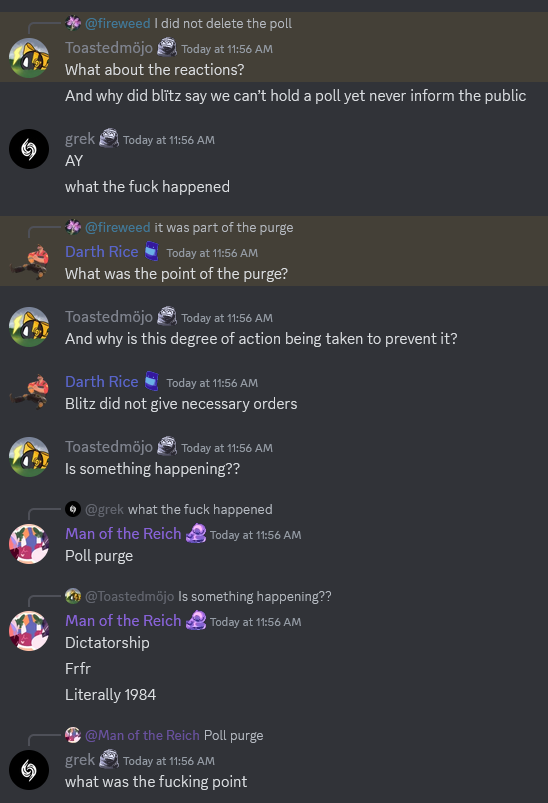 @fireweed I did not delete the poll
Toastedmöjo Today at 11:56 AM
What about the reactions?
And why did blïtz say we can’t hold a poll yet never inform the public
grek Today at 11:56 AM
AY
what the fuck happened
@fireweed it was part of the purge
Darth Rice Today at 11:56 AM
What was the point of the purge?
Toastedmöjo Today at 11:56 AM
And why is this degree of action being taken to prevent it?
Darth Rice Today at 11:56 AM
Blitz did not give necessary orders
Toastedmöjo Today at 11:56 AM
Is something happening??
@grek what the fuck happened
Man of the Reich Today at 11:56 AM
Poll purge
@Toastedmöjo Is something happening??
Man of the Reich Today at 11:56 AM
Dictatorship
Frfr
Literally 1984
@Man of the Reich Poll purge
grek Today at 11:56 AM
what was the fucking point